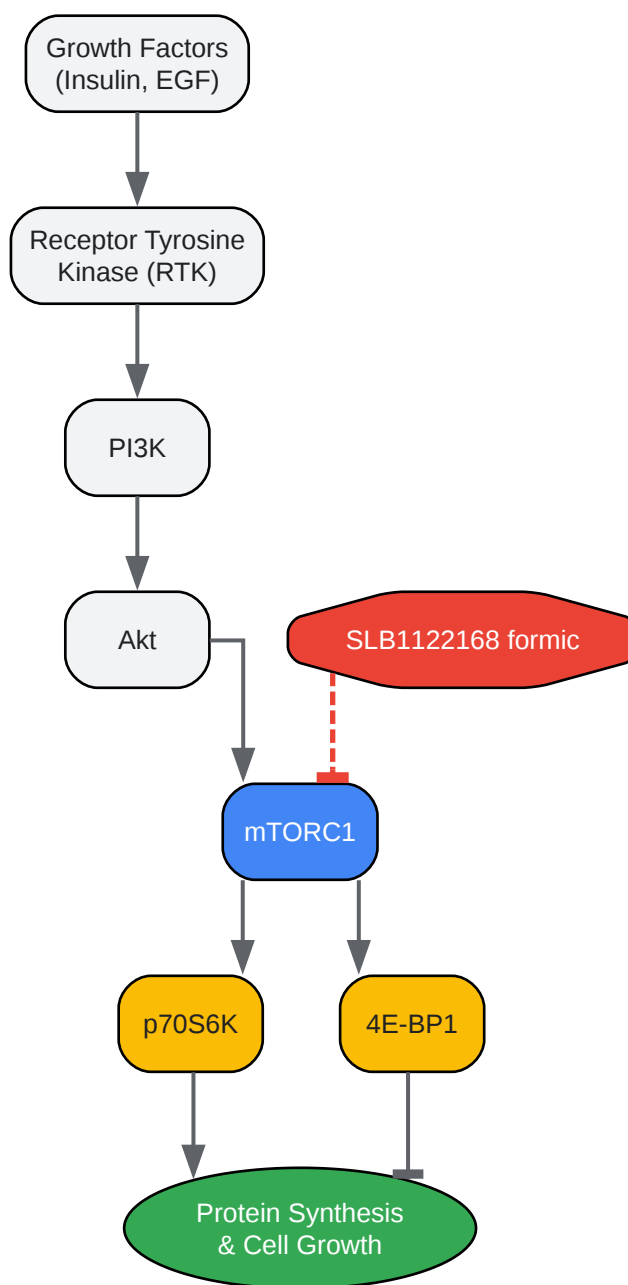 Growth Factors
(Insulin, EGF)
Receptor Tyrosine
Kinase (RTK)
PI3K
Akt
SLB1122168 formic
mTORC1
p70S6K
4E-BP1
Protein Synthesis
& Cell Growth